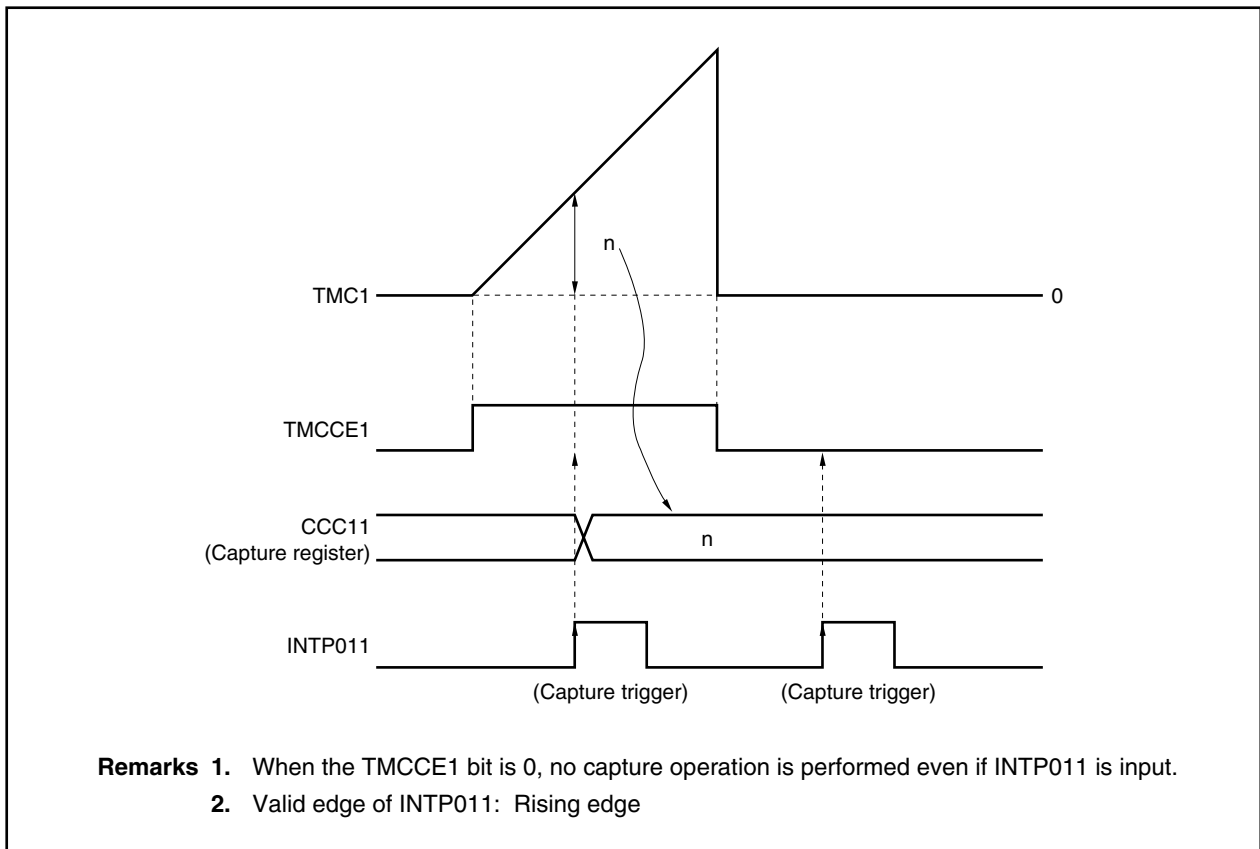 n
TMC1
0
TMCCE1
CCC11
(Capture register)
n
INTP011
(Capture trigger) (Capture trigger)
Remarks 1. When the TMCCE1 bit is 0, no capture operation is performed even if INTP011 is input.
2. Valid edge of INTP011: Rising edge